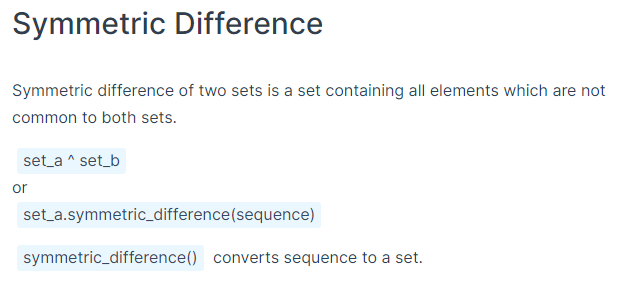 Symmetric Difference
Symmetric difference of two sets is a set containing all elements which are not
common to both sets.
set_a ^ set_b
or
set_a.symmetric_difference(sequence)
symmetric_difference() converts sequence to a set.